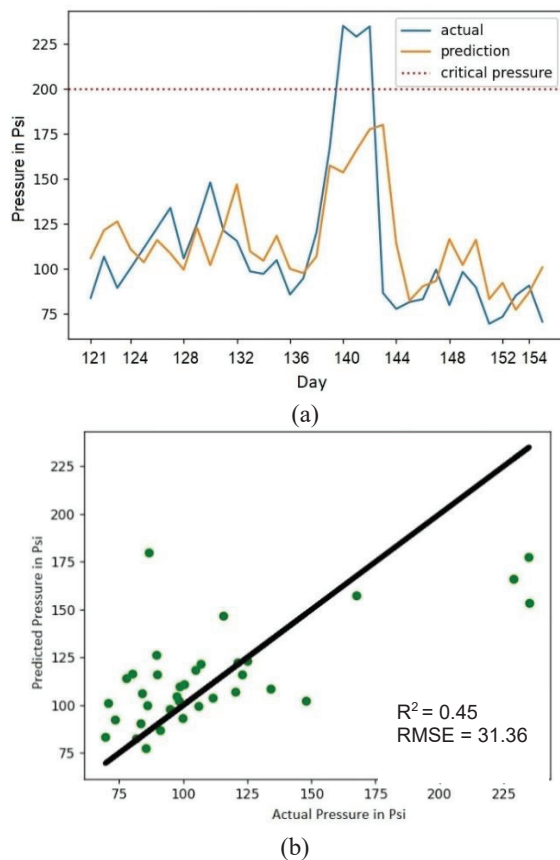 225
200
175
150
125
100
75
Pressure in Psi
actual
prediction
critical pressure
121 124 128 132 136 140 144 148 152 154
Day
(a)
225
200
175
150
125
100
75
Predicted Pressure in Psi
R² = 0.45
RMSE = 31.36
75 100 125 150 175 200 225
Actual Pressure in Psi
(b)